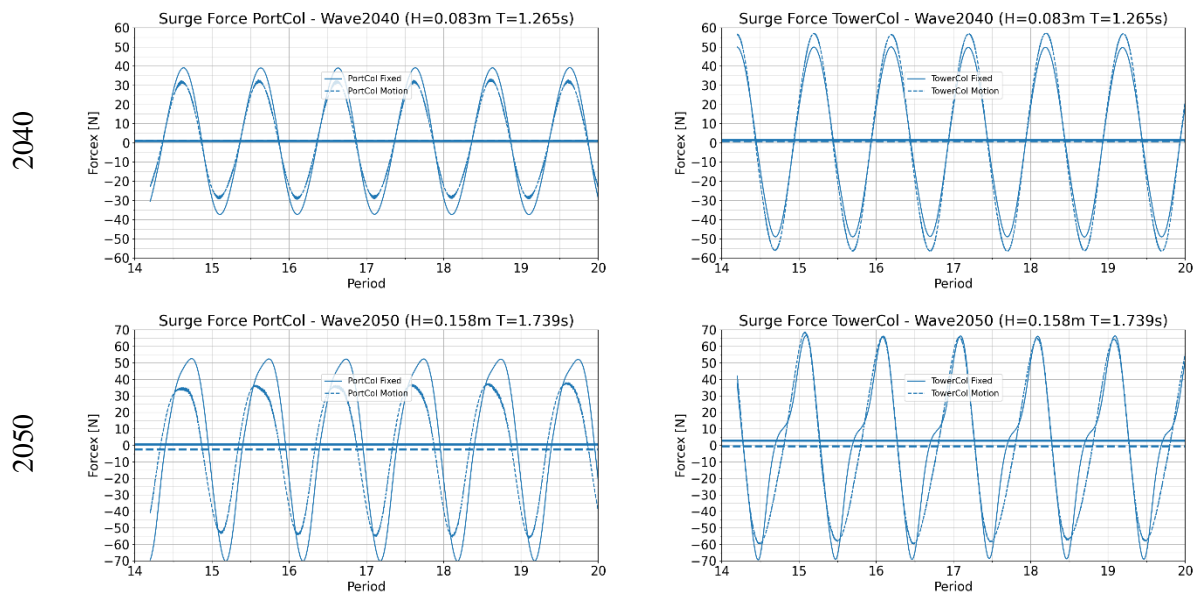 2040
Surge Force PortCol - Wave2040 (H=0.083m T=1.265s)
Forcex [N]
60
50
40
30
20
10
0
−10
−20
−30
−40
−50
−60
PortCol Fixed
PortCol Motion
14 15 16 17 18 19 20
Period
Surge Force TowerCol - Wave2040 (H=0.083m T=1.265s)
Forcex [N]
60
50
40
30
20
10
0
−10
−20
−30
−40
−50
−60
TowerCol Fixed
TowerCol Motion
14 15 16 17 18 19 20
Period
2050
Surge Force PortCol - Wave2050 (H=0.158m T=1.739s)
Forcex [N]
70
60
50
40
30
20
10
0
−10
−20
−30
−40
−50
−60
−70
PortCol Fixed
PortCol Motion
14 15 16 17 18 19 20
Period
Surge Force TowerCol - Wave2050 (H=0.158m T=1.739s)
Forcex [N]
70
60
50
40
30
20
10
0
−10
−20
−30
−40
−50
−60
−70
TowerCol Fixed
TowerCol Motion
14 15 16 17 18 19 20
Period